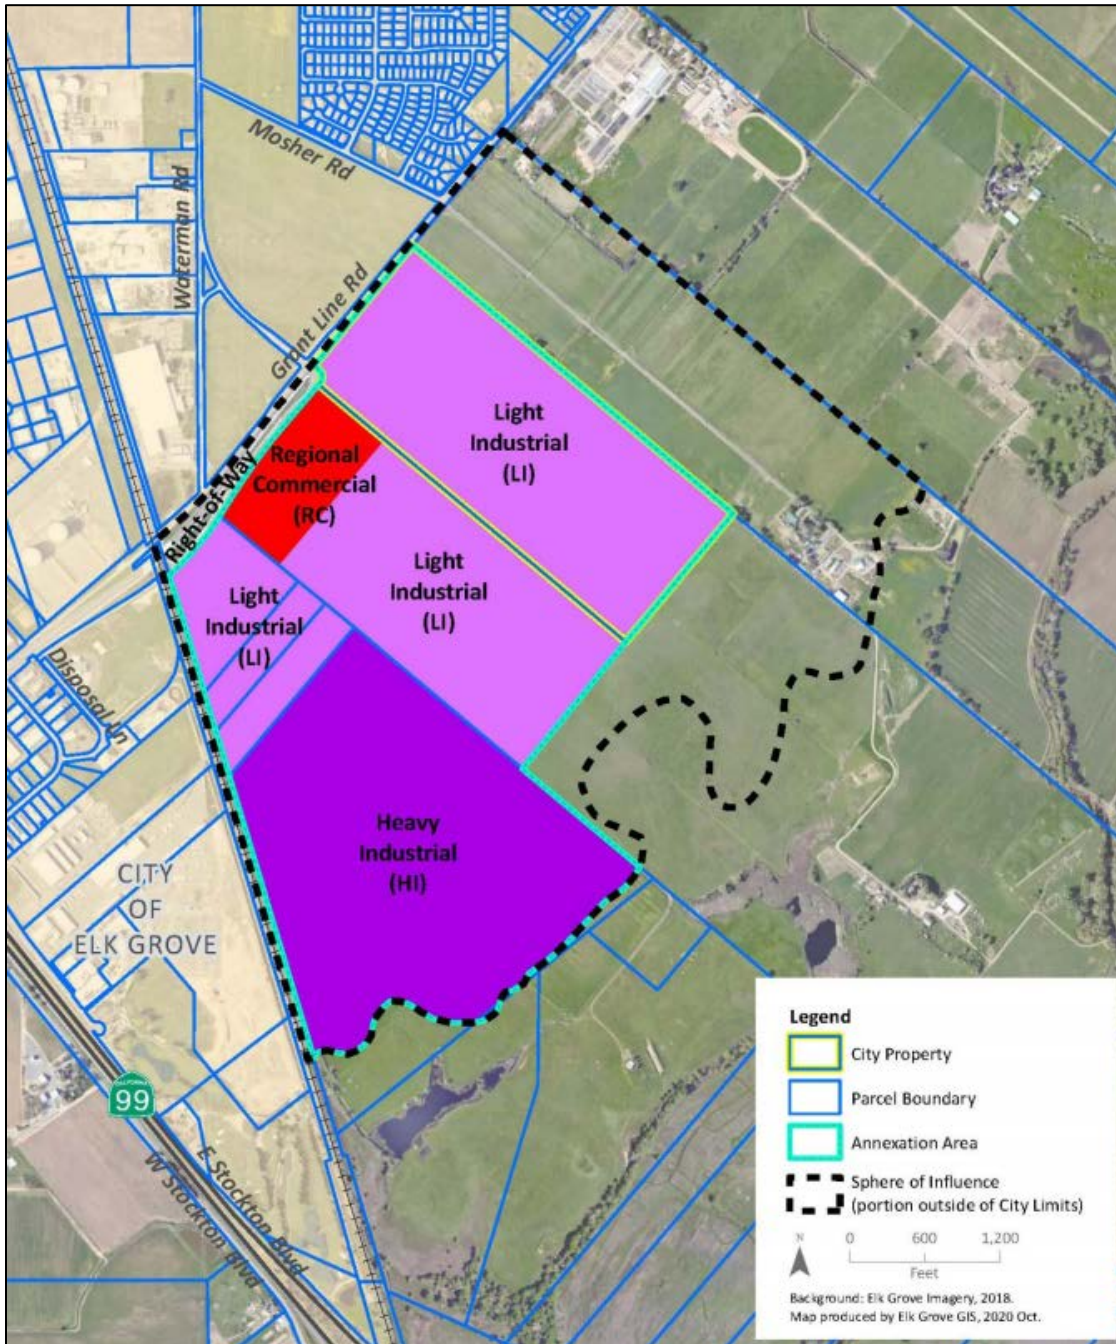 Mosher Rd
Waterman Rd
Grant Line Rd
Right-of-Way
Light
Industrial
(LI)
Regional
Commercial
(RC)
Light
Industrial
(LI)
Light
Industrial
(LI)
Disposal Ln
Heavy
Industrial
(HI)
CITY
OF
ELK GROVE
CALIFORNIA
99
E Stockton Blvd
W Stockton Blvd
Legend
City Property
Parcel Boundary
Annexation Area
Sphere of Influence
(portion outside of City Limits)
N
0 600 1,200
Feet
Background: Elk Grove Imagery, 2018.
Map produced by Elk Grove GIS, 2020 Oct.